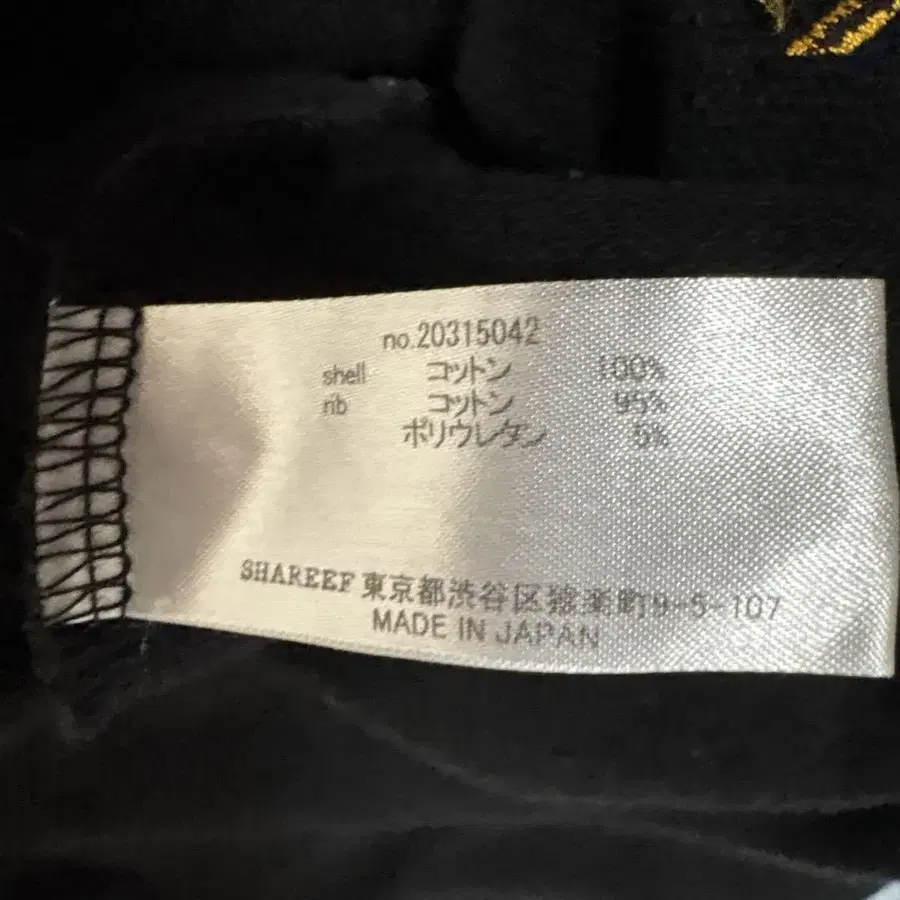 no.20315042
shell コットン 100%
rib コットン 95%
ポリウレタン 5%
SHAREEF 東京都渋谷区猿楽町9-5-107
MADE IN JAPAN